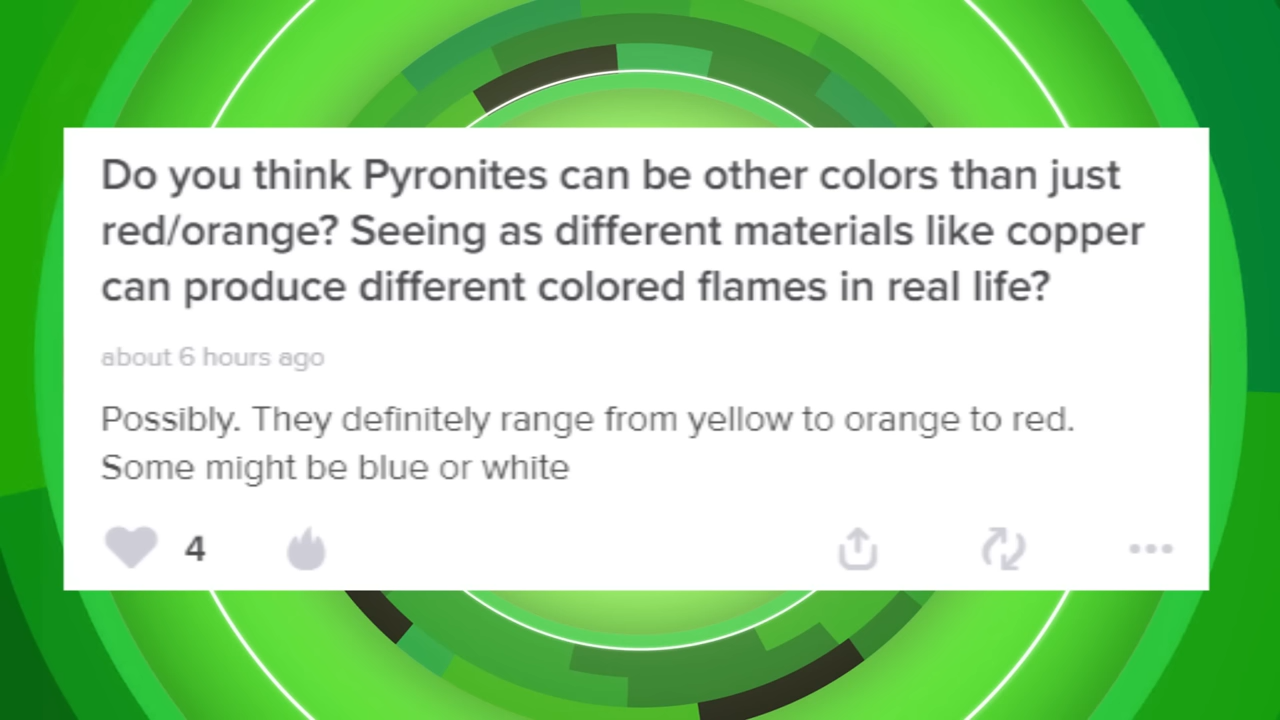 Do you think Pyronites can be other colors than just
red/orange? Seeing as different materials like copper
can produce different colored flames in real life?
about 6 hours ago
Possibly. They definitely range from yellow to orange to red.
Some might be blue or white
4